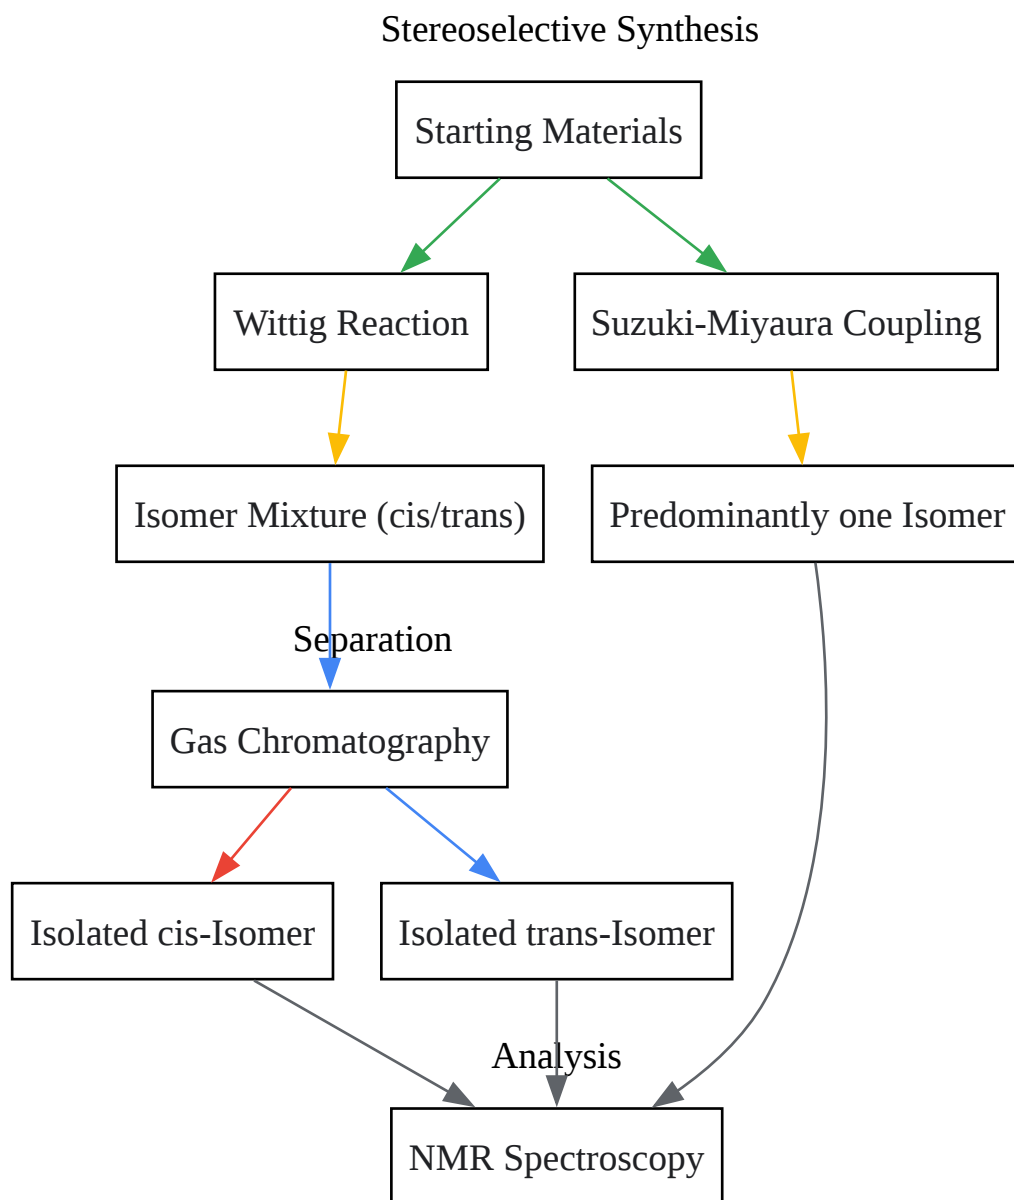 Stereoselective Synthesis
Starting Materials
Wittig Reaction
Suzuki-Miyaura Coupling
Isomer Mixture (cis/trans)
Predominantly one Isomer
Separation
Gas Chromatography
Isolated cis-Isomer
Isolated trans-Isomer
Analysis
NMR Spectroscopy